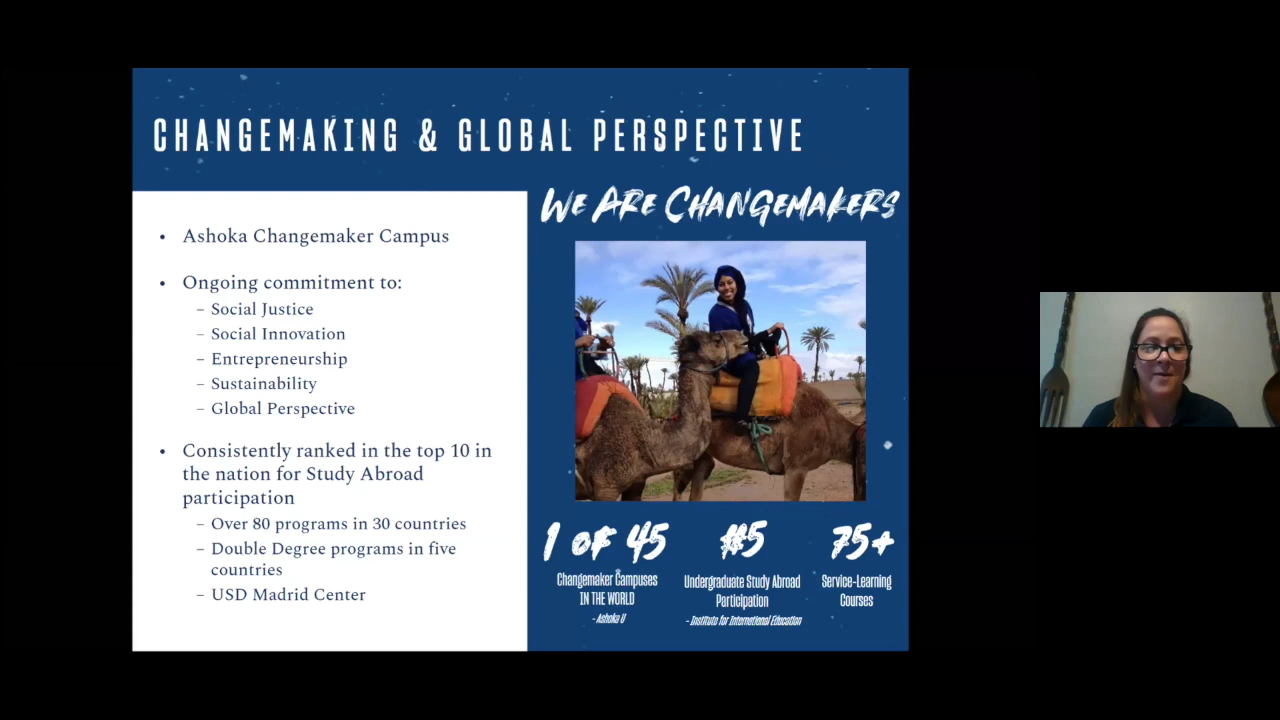 CHANGEMAKING & GLOBAL PERSPECTIVE
• Ashoka Changemaker Campus
• Ongoing commitment to:
– Social Justice
– Social Innovation
– Entrepreneurship
– Sustainability
– Global Perspective
• Consistently ranked in the top 10 in
the nation for Study Abroad
participation
– Over 80 programs in 30 countries
– Double Degree programs in five
countries
– USD Madrid Center
WE ARE CHANGEMAKERS
1 OF 45
Changemaker Campuses
IN THE WORLD
- Ashoka U
#5
Undergraduate Study Abroad
Participation
- Institute for International Education
75+
Service-Learning
Courses